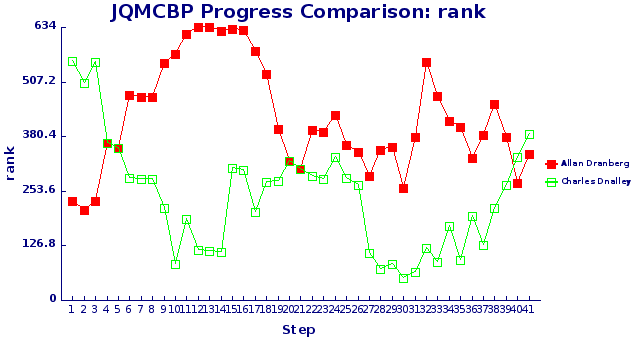 JQMCBP Progress Comparison: rank
634
507.2
380.4
253.6
126.8
0
rank
Allan Dranberg
Charles Dnalley
1 2 3 4 5 6 7 8 9 10 11 12 13 14 15 16 17 18 19 20 21 22 23 24 25 26 27 28 29 30 31 32 33 34 35 36 37 38 39 40 41
Step